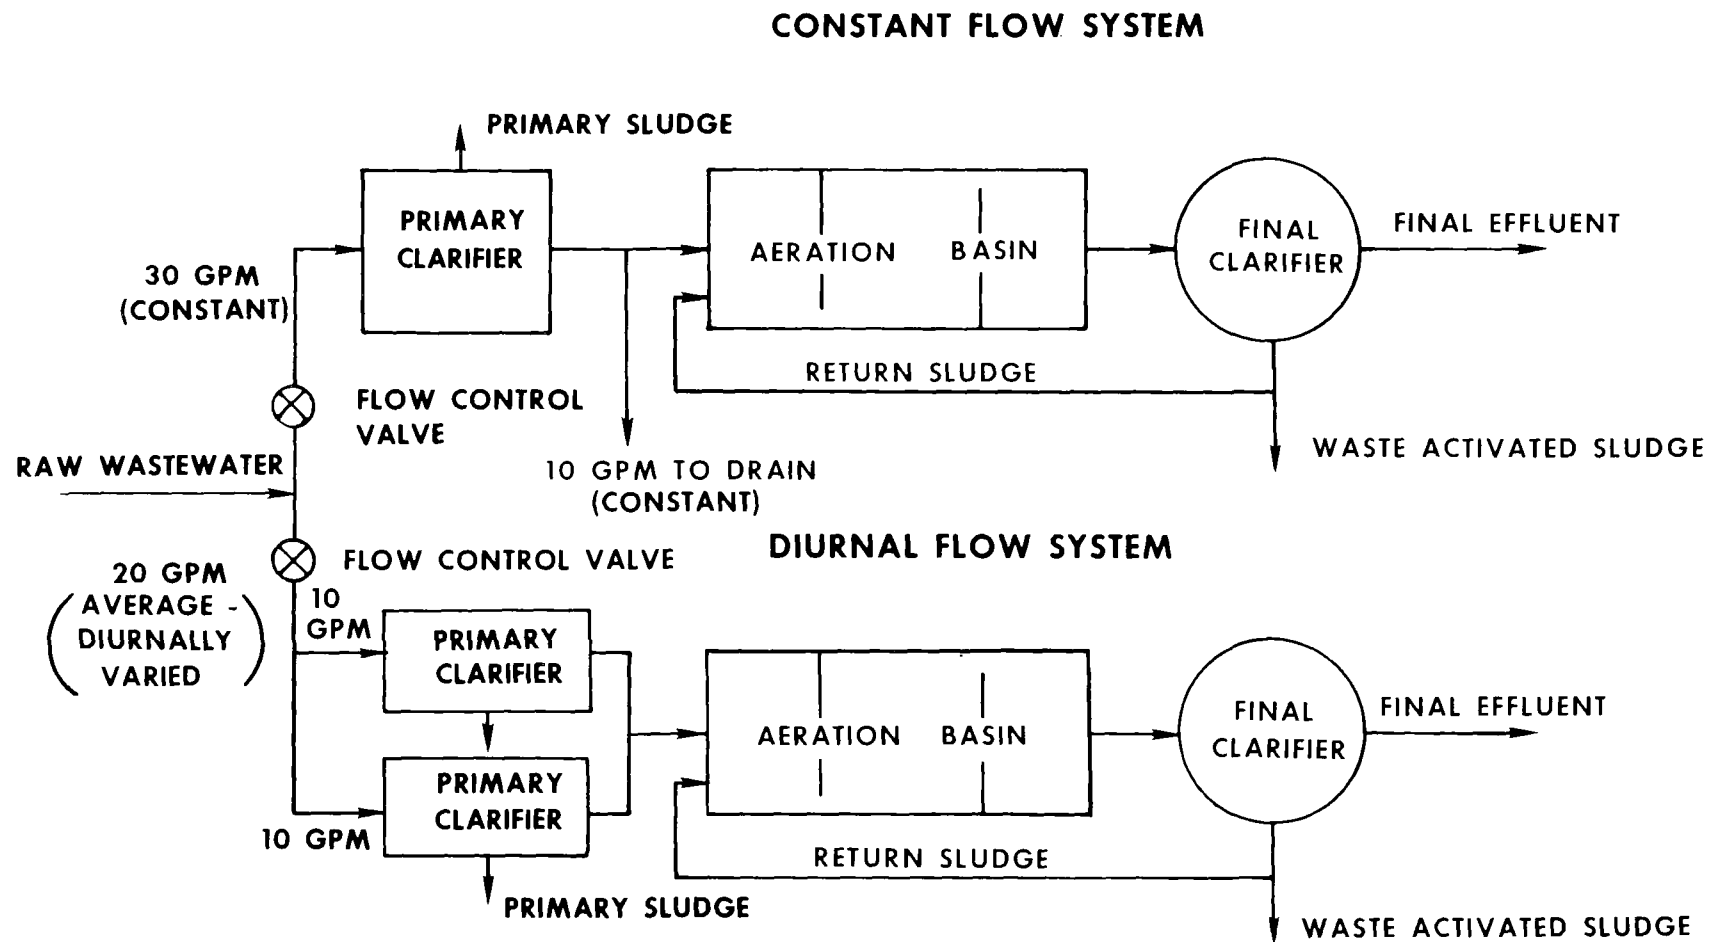 CONSTANT FLOW SYSTEM
PRIMARY SLUDGE
PRIMARY
CLARIFIER
AERATION BASIN
FINAL
CLARIFIER
FINAL EFFLUENT
30 GPM
(CONSTANT)
RETURN SLUDGE
FLOW CONTROL
VALVE
WASTE ACTIVATED SLUDGE
RAW WASTEWATER
10 GPM TO DRAIN
(CONSTANT)
DIURNAL FLOW SYSTEM
FLOW CONTROL VALVE
20 GPM
(AVERAGE -
DIURNALLY
VARIED)
10
GPM
PRIMARY
CLARIFIER
AERATION BASIN
FINAL
CLARIFIER
FINAL EFFLUENT
PRIMARY
CLARIFIER
10 GPM
RETURN SLUDGE
PRIMARY SLUDGE
WASTE ACTIVATED SLUDGE